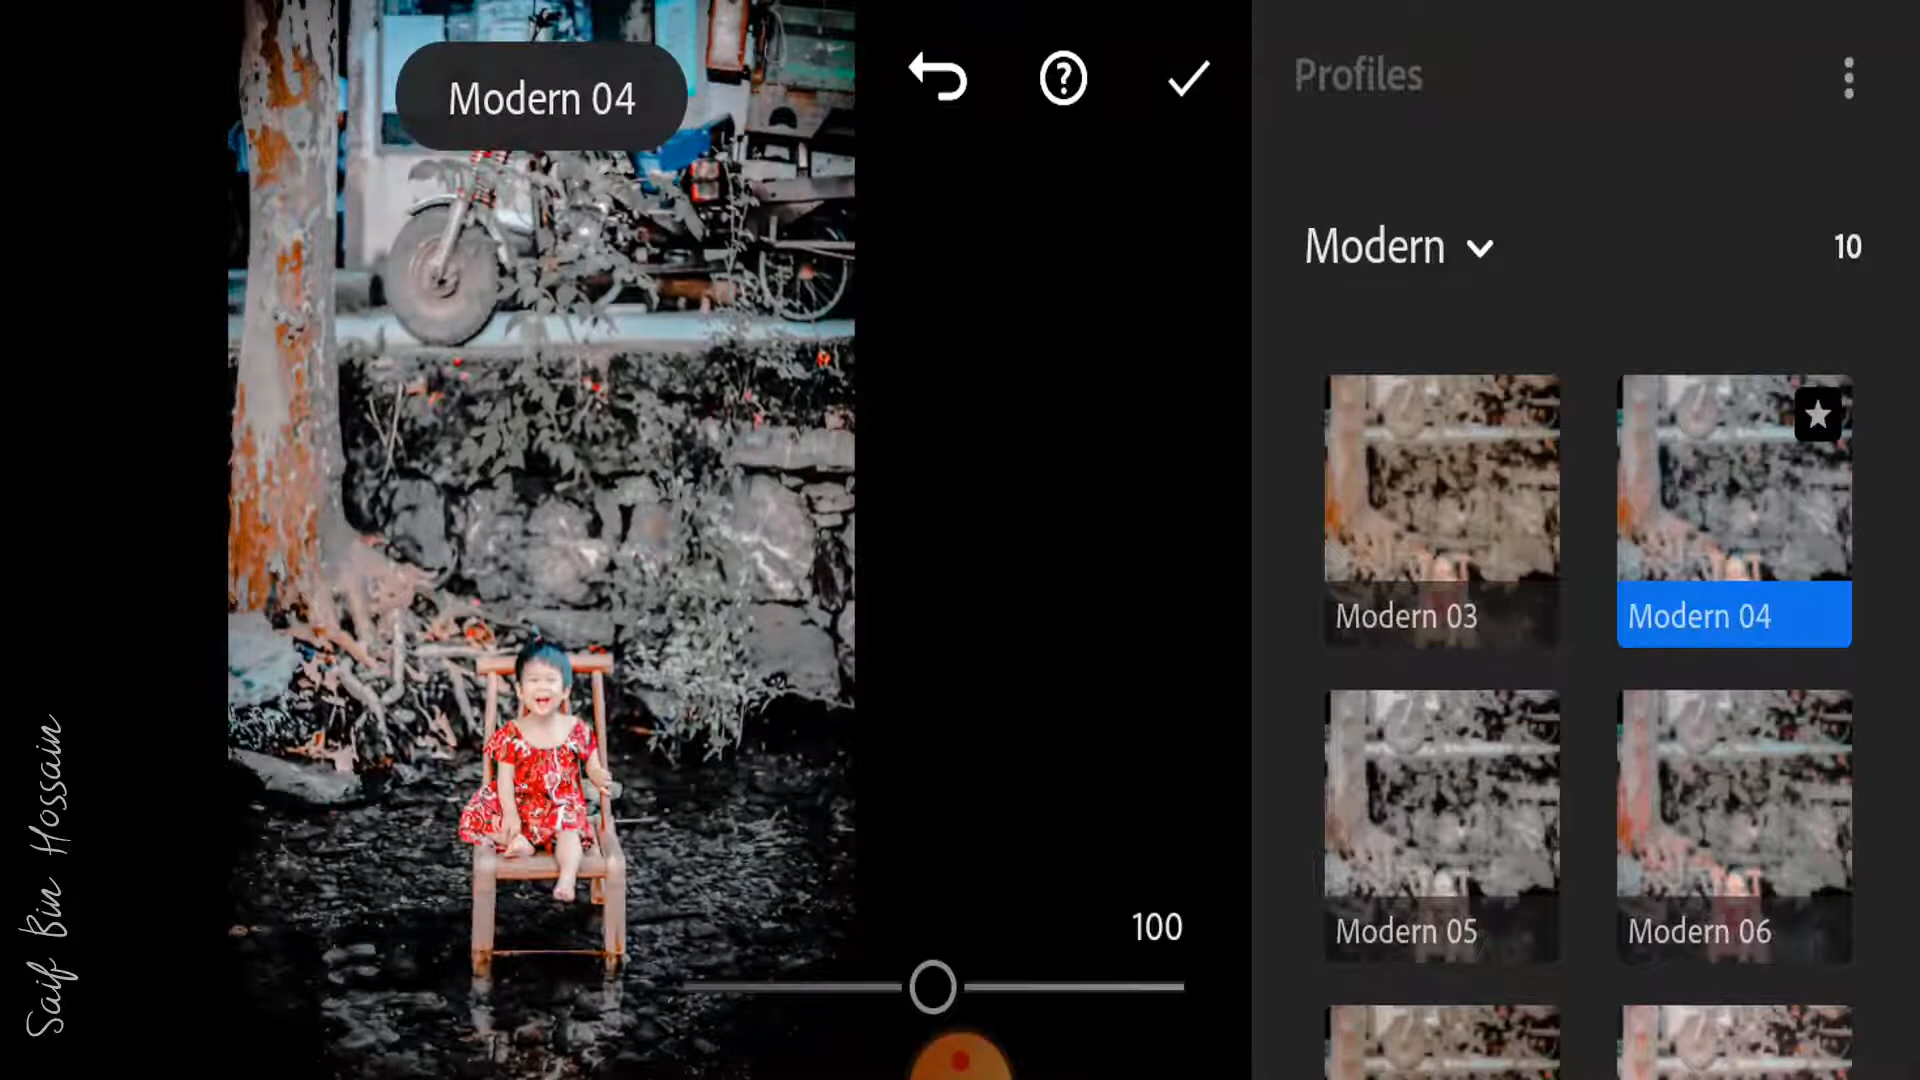 Modern 04
Profiles
Modern
10
Modern 03
Modern 04
Modern 05
Modern 06
100
Saif Bin Hossain